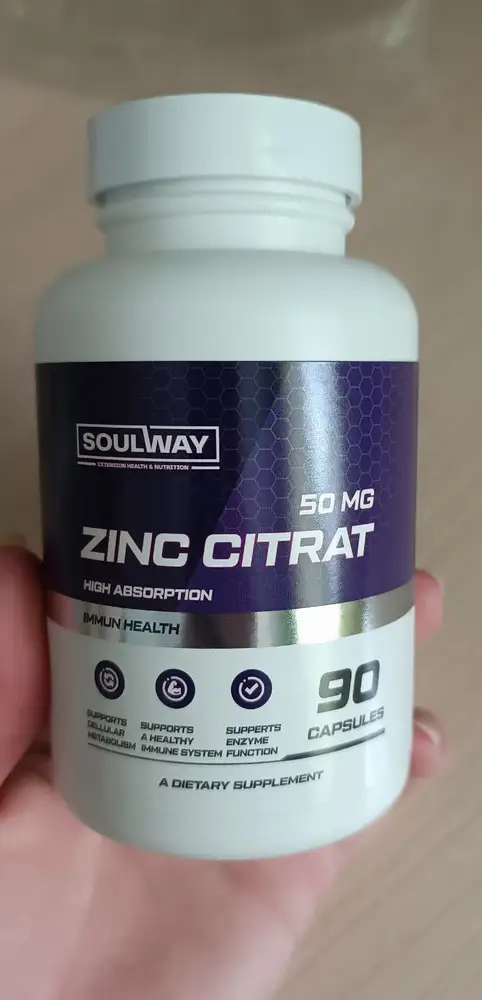 SOULWAY
EXTENSION HEALTH & NUTRITION
50 MG
ZINC CITRAT
HIGH ABSORPTION
IMMUN HEALTH
SUPPORTS
CELLULAR
METABOLISM
SUPPORTS
A HEALTHY
IMMUNE SYSTEM
SUPPERTS
ENZYME
FUNCTION
90
CAPSULES
A DIETARY SUPPLEMENT